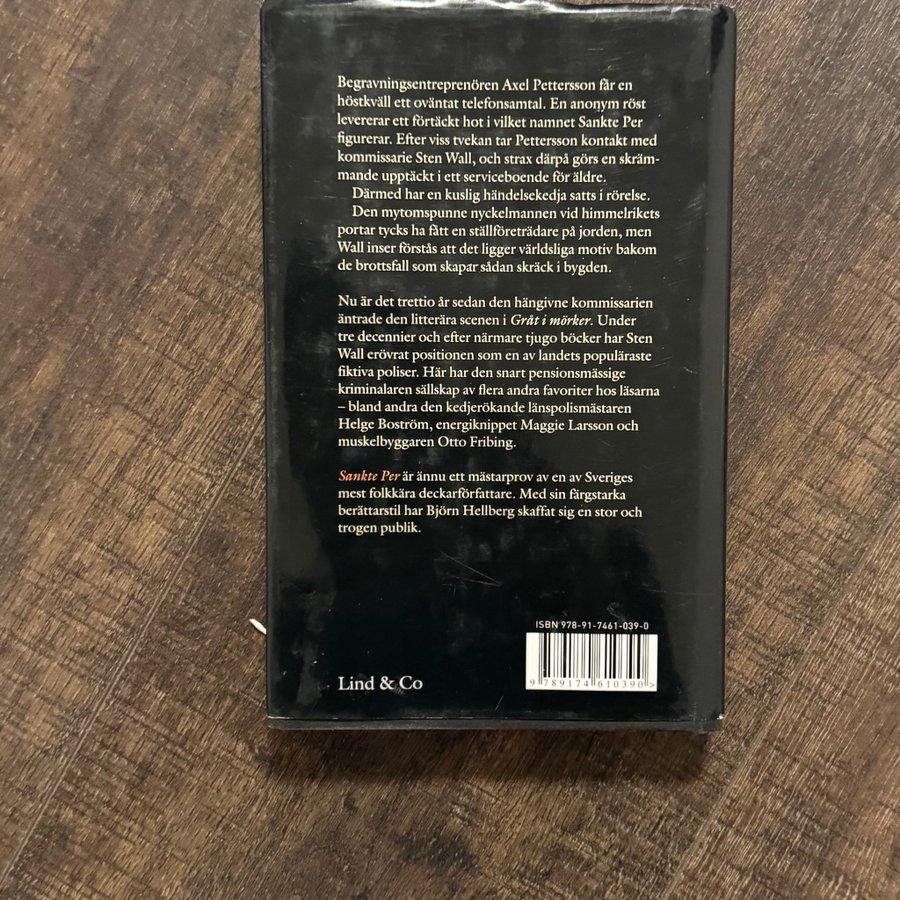 Begravningsentreprenören Axel Pettersson får en
höstkväll ett oväntat telefonsamtal. En anonym röst
levererar ett förtäckt hot i vilket namnet Sankte Per
figurerar. Efter viss tvekan tar Pettersson kontakt med
kommissarie Sten Wall, och strax därpå görs en skräm-
mande upptäckt i ett serviceboende för äldre.
Därmed har en kuslig händelsekedja satts i rörelse.
Den mytomspunne nyckelmannen vid himmelrikets
portar tycks ha fått en ställföreträdare på jorden, men
Wall inser förstås att det ligger världsliga motiv bakom
de brottsfall som skapar sådan skräck i bygden.
Nu är det trettio år sedan den hängivne kommissarien
äntrade den litterära scenen i Gråt i mörker. Under
tre decennier och efter närmare tjugo böcker har Sten
Wall erövrat positionen som en av landets populäraste
fiktiva poliser. Här har den snart pensionsmässige
kriminalaren sällskap av flera andra favoriter hos läsarna
– bland andra den kedjerökande länspolismästaren
Helge Boström, energiknippet Maggie Larsson och
muskelbyggaren Otto Fribing.
Sankte Per är ännu ett mästarprov av en av Sveriges
mest folkkära deckarförfattare. Med sin färgstarka
berättarstil har Björn Hellberg skaffat sig en stor och
trogen publik.
ISBN 978-91-7461-039-0
9 789174 610390 >
Lind & Co